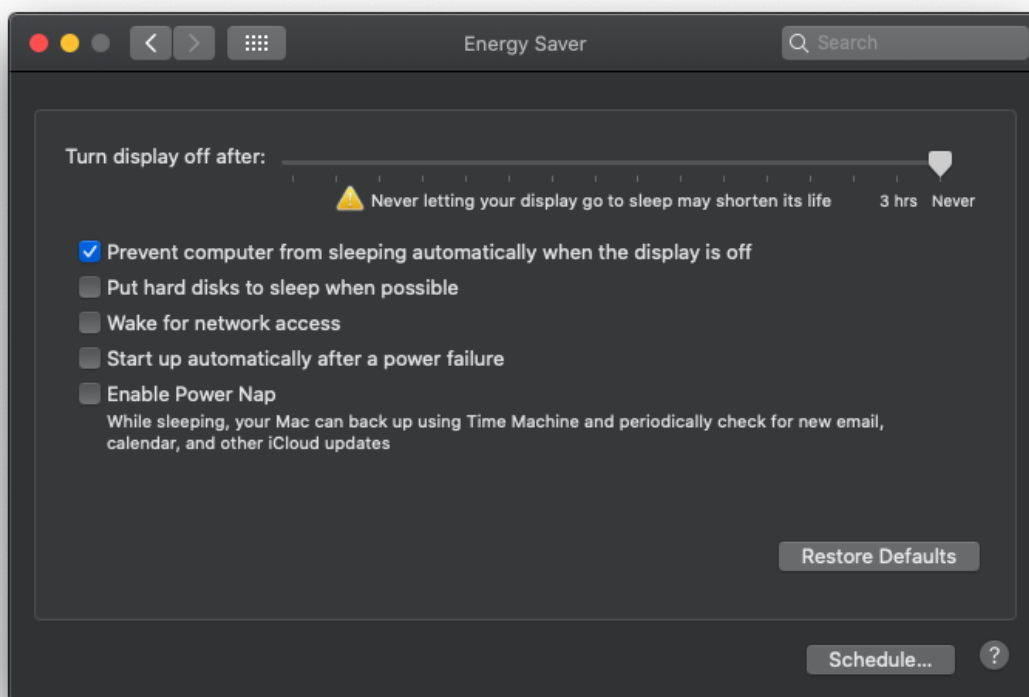 Energy Saver
Search
Turn display off after:
Never letting your display go to sleep may shorten its life
3 hrs
Never
Prevent computer from sleeping automatically when the display is off
Put hard disks to sleep when possible
Wake for network access
Start up automatically after a power failure
Enable Power Nap
While sleeping, your Mac can back up using Time Machine and periodically check for new email,
calendar, and other iCloud updates
Restore Defaults
Schedule...
?